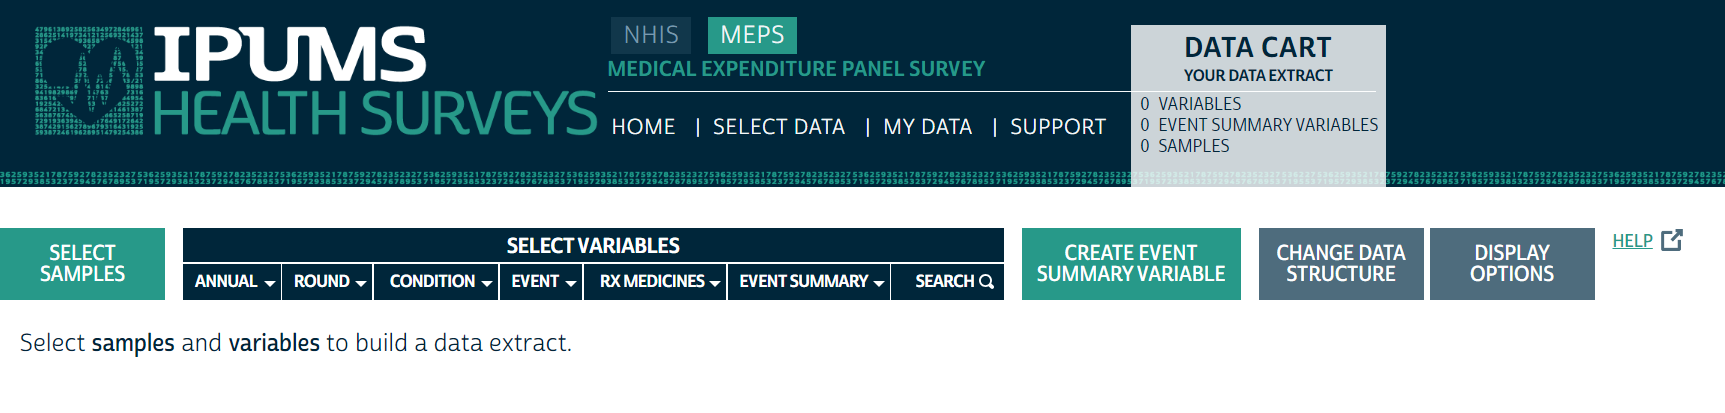 IPUMS
HEALTH SURVEYS
NHIS MEPS
MEDICAL EXPENDITURE PANEL SURVEY
HOME | SELECT DATA | MY DATA | SUPPORT
DATA CART
YOUR DATA EXTRACT
0 VARIABLES
0 EVENT SUMMARY VARIABLES
0 SAMPLES
SELECT
SAMPLES
SELECT VARIABLES
ANNUAL ROUND CONDITION EVENT RX MEDICINES EVENT SUMMARY SEARCH
CREATE EVENT
SUMMARY VARIABLE
CHANGE DATA
STRUCTURE
DISPLAY
OPTIONS
HELP
Select samples and variables to build a data extract.